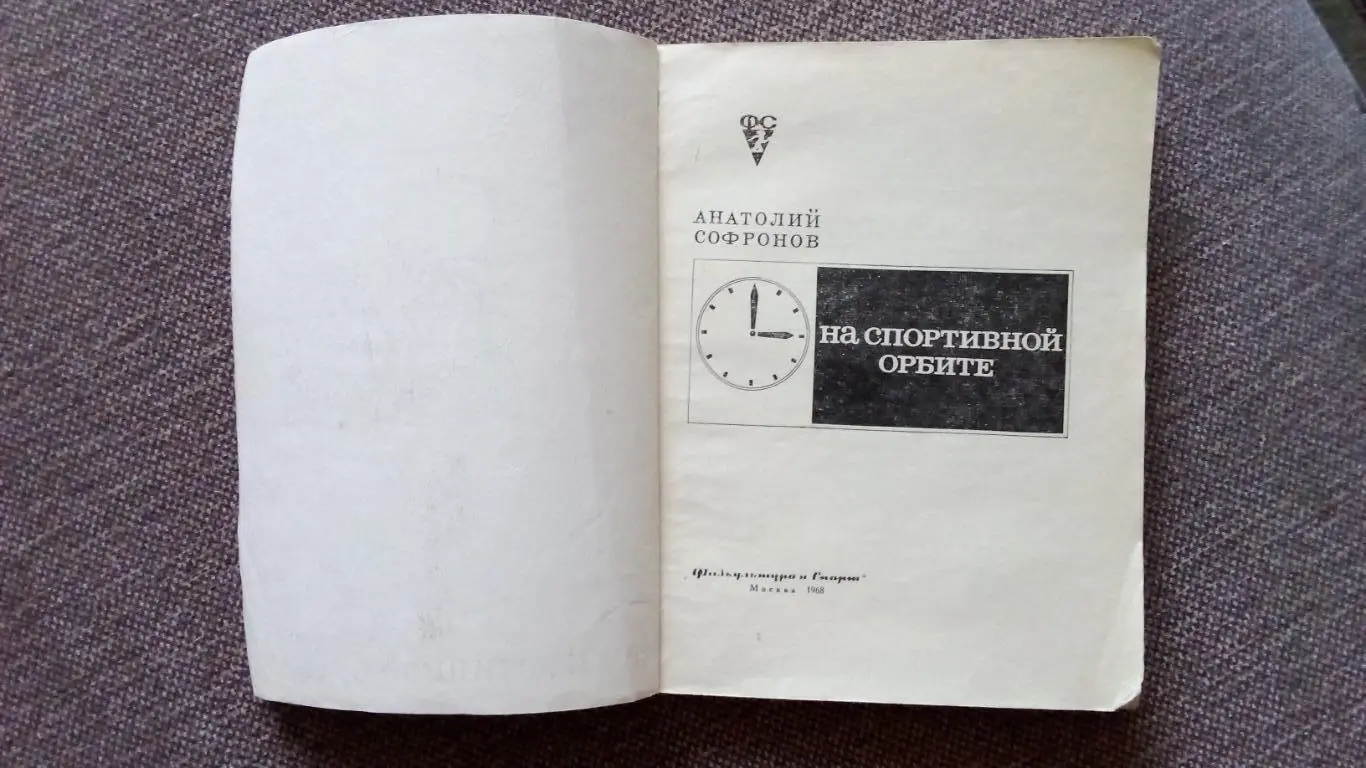 ФС
АНАТОЛИЙ
СОФРОНОВ
НА СПОРТИВНОЙ
ОРБИТЕ
„Физкультура и Спорт“
Москва 1968